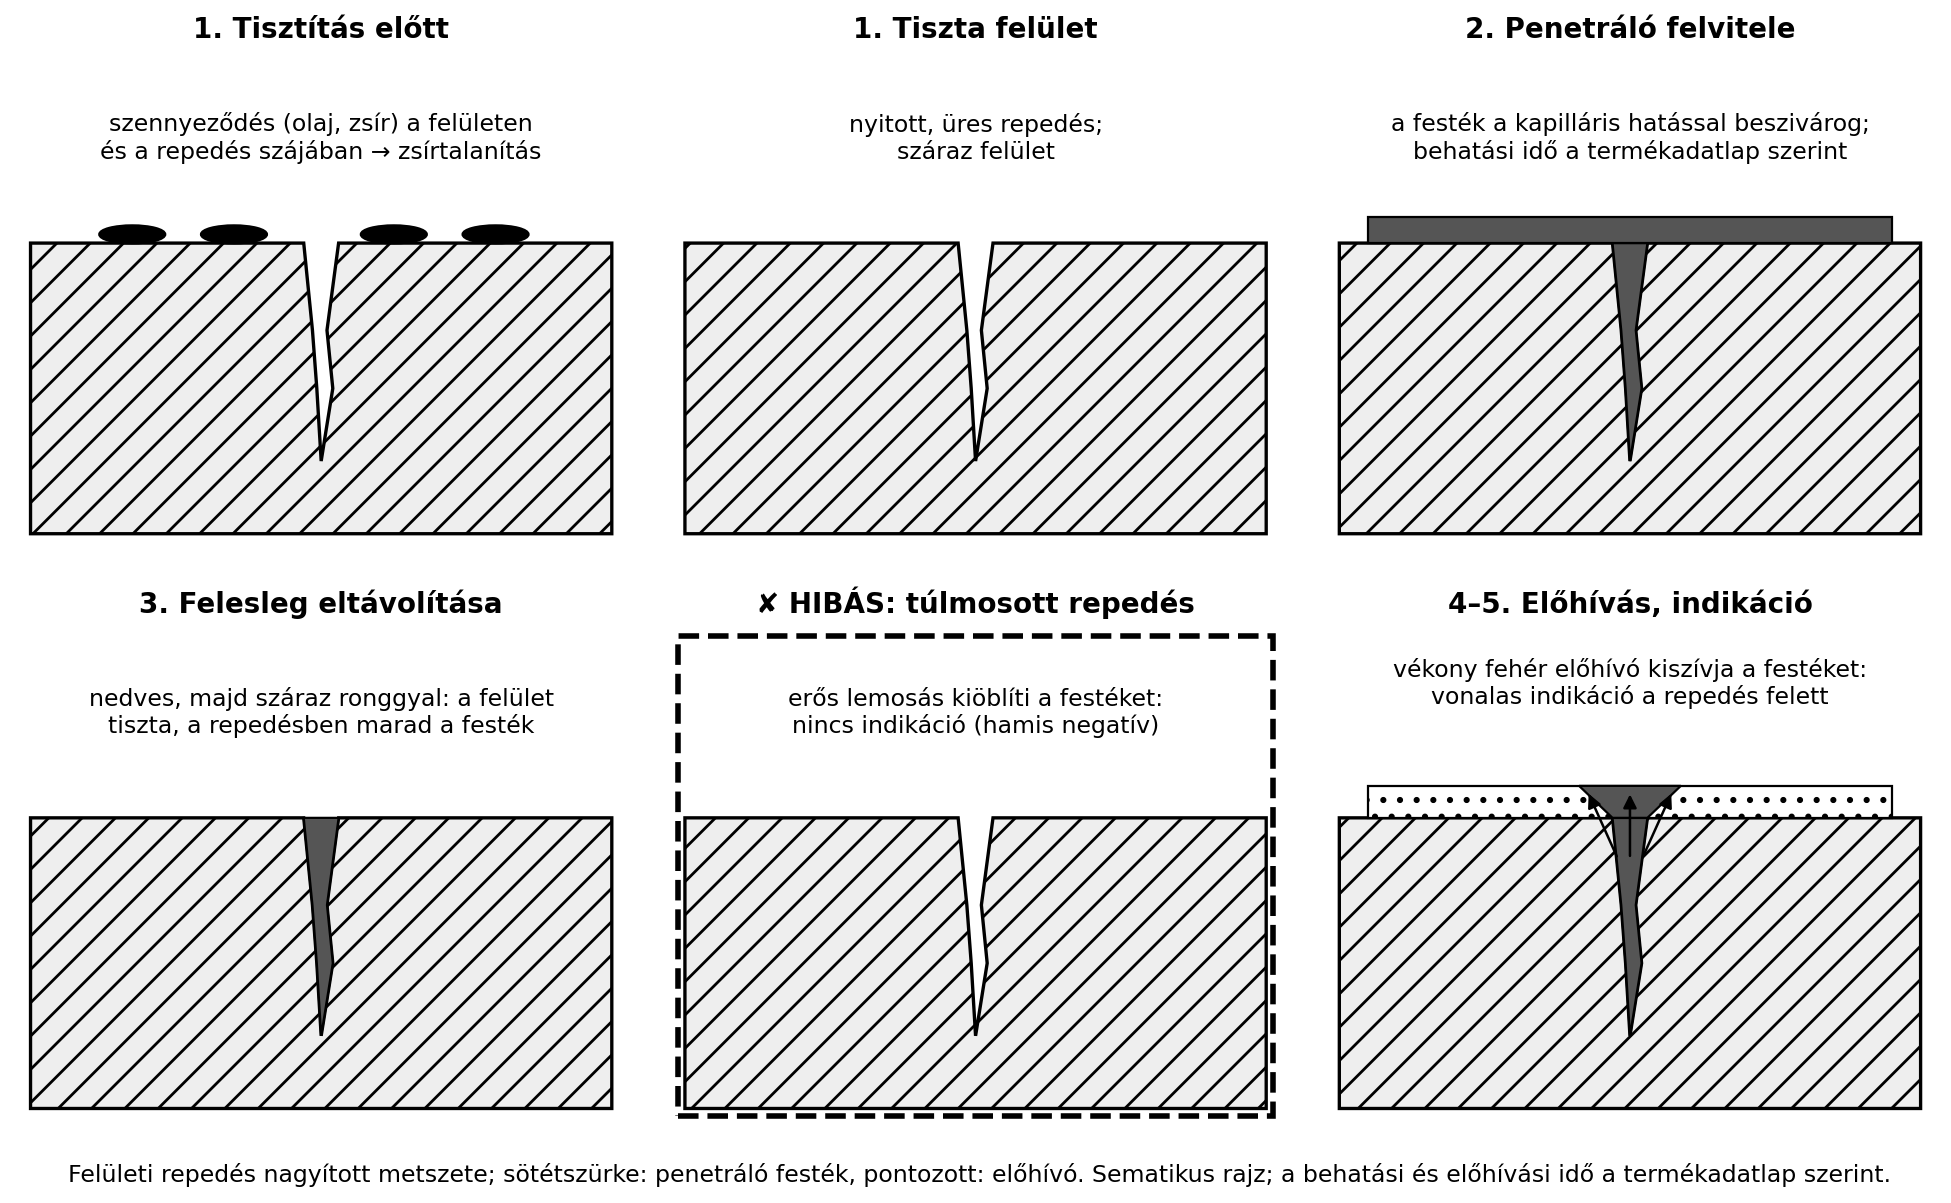 1. Tisztítás előtt
szennyeződés (olaj, zsír) a felületen
és a repedés szájában → zsírtalanítás
1. Tiszta felület
nyitott, üres repedés;
száraz felület
2. Penetráló felvitele
a festék a kapilláris hatással beszivárog;
behatási idő a termékadatlap szerint
3. Felesleg eltávolítása
nedves, majd száraz ronggyal: a felület
tiszta, a repedésben marad a festék
✘ HIBÁS: túlmosott repedés
erős lemosás kiöblíti a festéket:
nincs indikáció (hamis negatív)
4–5. Előhívás, indikáció
vékony fehér előhívó kiszívja a festéket:
vonalas indikáció a repedés felett
Felületi repedés nagyított metszete; sötétszürke: penetráló festék, pontozott: előhívó. Sematikus rajz; a behatási és előhívási idő a termékadatlap szerint.